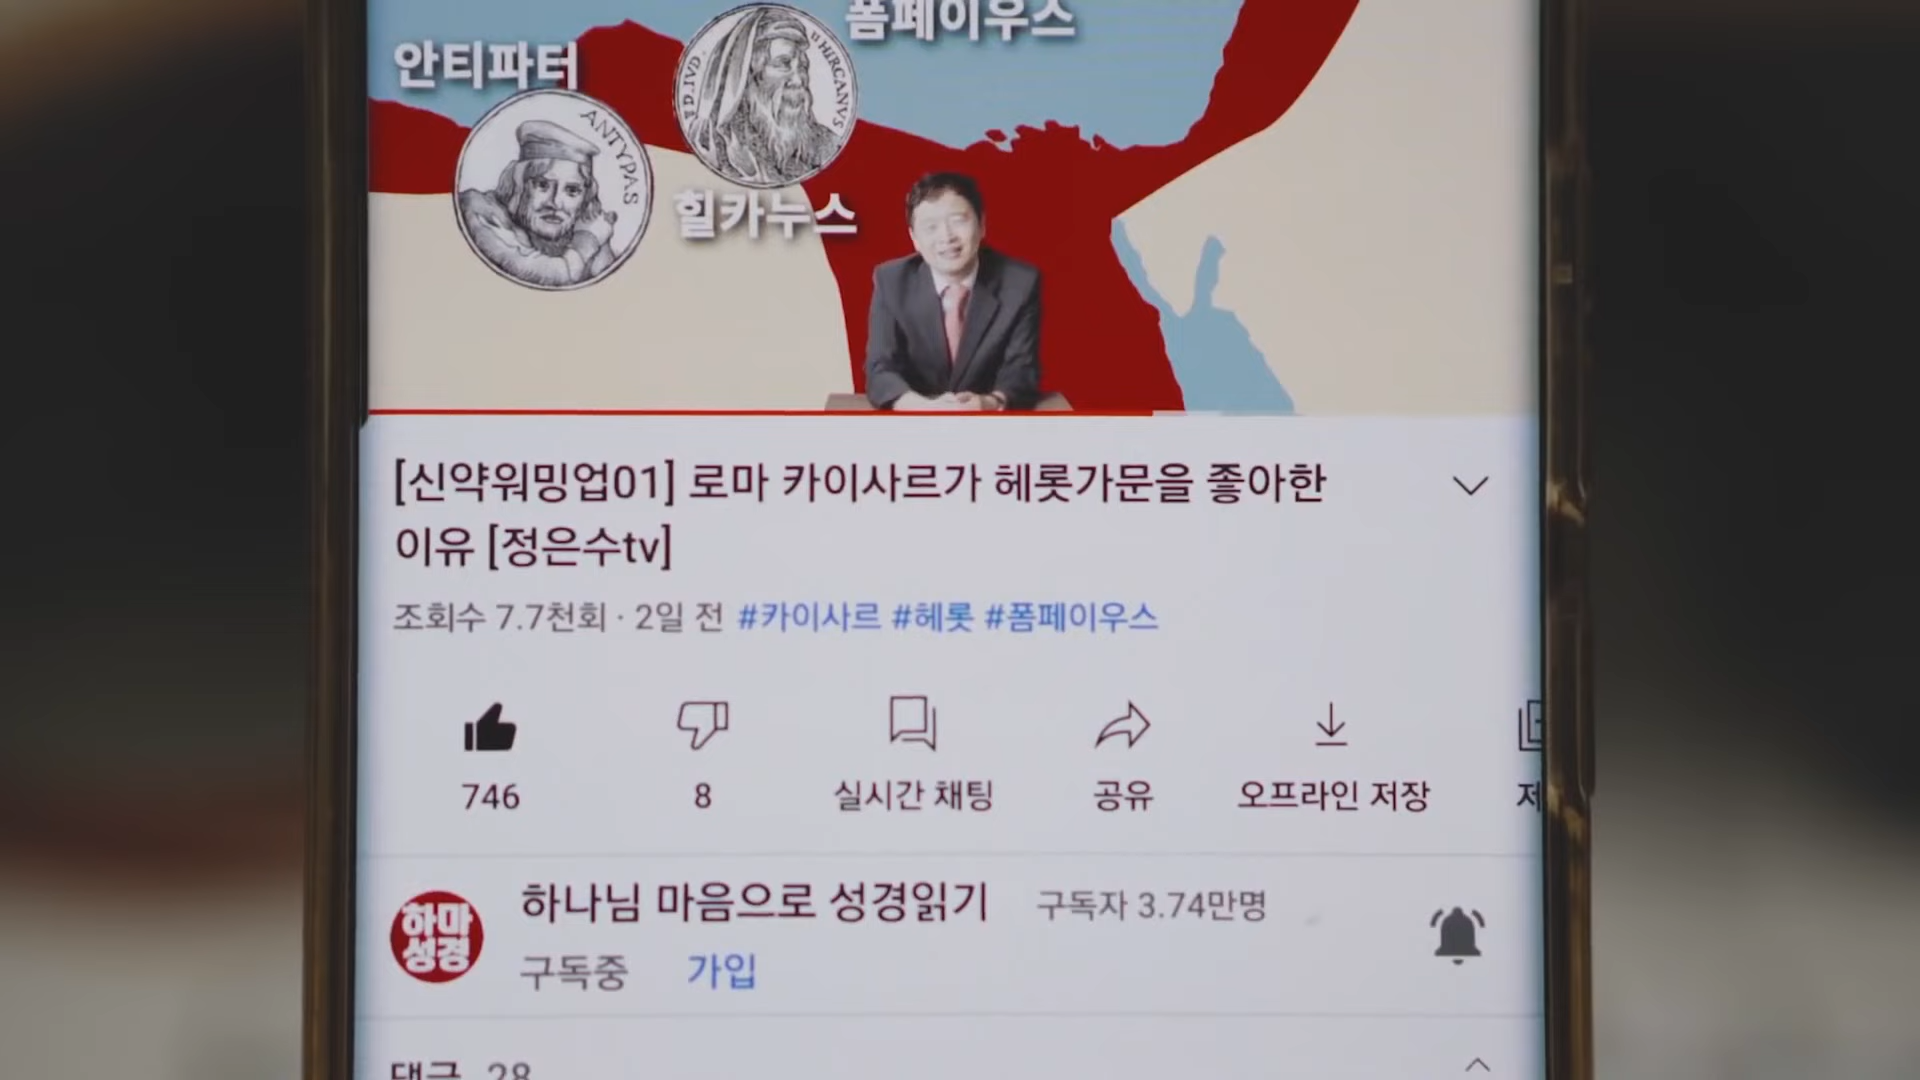 폼페이우스
안티파터
ANTYPAS
HIRCANVS
힐카누스
[신약워밍업01] 로마 카이사르가 헤롯가문을 좋아한
이유 [정은수tv]
조회수 7.7천회 · 2일 전 #카이사르 #헤롯 #폼페이우스
746
8
실시간 채팅
공유
오프라인 저장
하마
성경
하나님 마음으로 성경읽기 구독자 3.74만명
구독중 가입
댓글 28